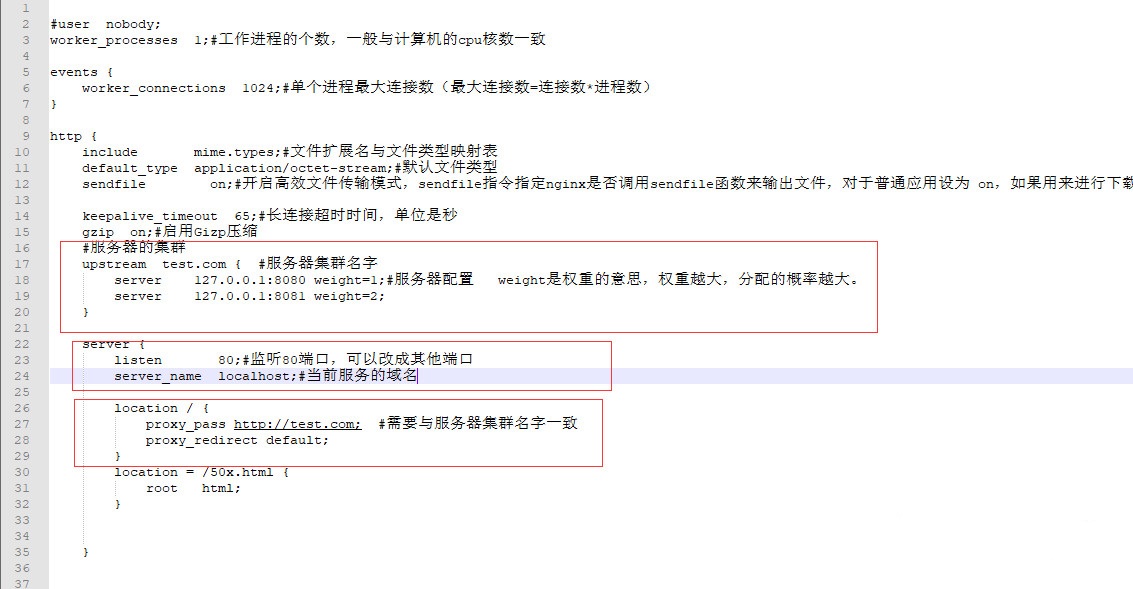 1
2 #user  nobody;
3 worker_processes  1;#工作进程的个数，一般与计算机的cpu核数一致
4
5 events {
6     worker_connections  1024;#单个进程最大连接数（最大连接数=连接数*进程数）
7 }
8
9 http {
10     include       mime.types;#文件扩展名与文件类型映射表
11     default_type  application/octet-stream;#默认文件类型
12     sendfile        on;#开启高效文件传输模式，sendfile指令指定nginx是否调用sendfile函数来输出文件，对于普通应用设为 on，如果用来进行下载
13
14     keepalive_timeout  65;#长连接超时时间，单位是秒
15     gzip  on;#启用Gizp压缩
16     #服务器的集群
17     upstream  test.com {  #服务器集群名字
18         server    127.0.0.1:8080 weight=1;#服务器配置   weight是权重的意思，权重越大，分配的概率越大。
19         server    127.0.0.1:8081 weight=2;
20     }
21
22     server {
23         listen       80;#监听80端口，可以改成其他端口
24         server_name  localhost;#当前服务的域名
25
26         location / {
27             proxy_pass http://test.com;  #需要与服务器集群名字一致
28             proxy_redirect default;
29         }
30         location = /50x.html {
31             root   html;
32         }
33
34
35     }
36
37